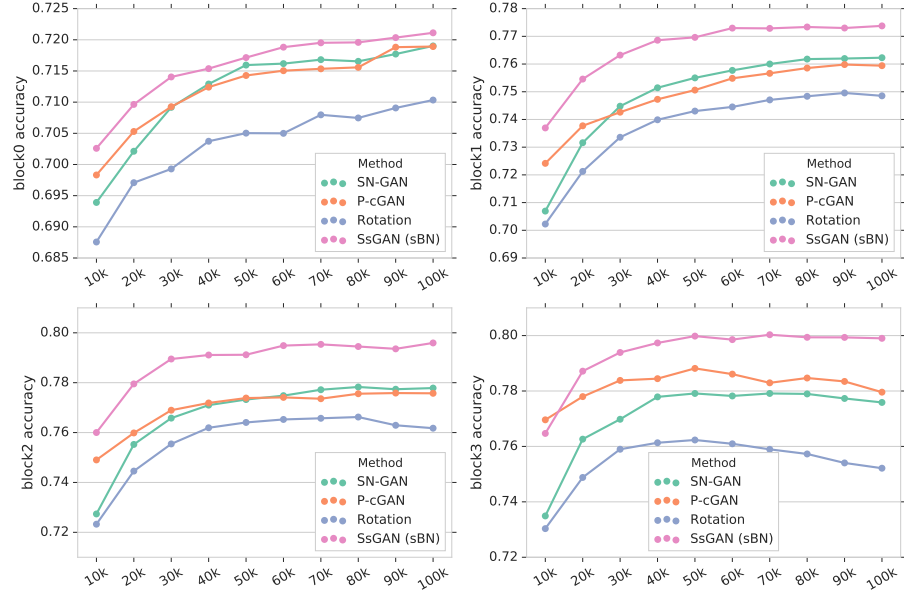 block0 accuracy
0.725
0.720
0.715
0.710
0.705
0.700
0.695
0.690
0.685
10k 20k 30k 40k 50k 60k 70k 80k 90k 100k
Method
SN-GAN
P-cGAN
Rotation
SsGAN (sBN)
block1 accuracy
0.78
0.77
0.76
0.75
0.74
0.73
0.72
0.71
0.70
0.69
10k 20k 30k 40k 50k 60k 70k 80k 90k 100k
Method
SN-GAN
P-cGAN
Rotation
SsGAN (sBN)
block2 accuracy
0.80
0.78
0.76
0.74
0.72
10k 20k 30k 40k 50k 60k 70k 80k 90k 100k
Method
SN-GAN
P-cGAN
Rotation
SsGAN (sBN)
block3 accuracy
0.80
0.78
0.76
0.74
0.72
10k 20k 30k 40k 50k 60k 70k 80k 90k 100k
Method
SN-GAN
P-cGAN
Rotation
SsGAN (sBN)